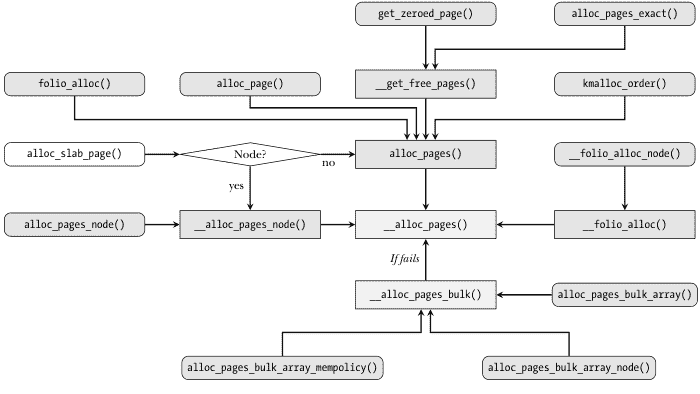 get_zeroed_page()
alloc_pages_exact()
folio_alloc()
alloc_page()
__get_free_pages()
kmalloc_order()
alloc_slab_page()
Node?
no
alloc_pages()
__folio_alloc_node()
yes
alloc_pages_node()
__alloc_pages_node()
__alloc_pages()
__folio_alloc()
If fails
__alloc_pages_bulk()
alloc_pages_bulk_array()
alloc_pages_bulk_array_mempolicy()
alloc_pages_bulk_array_node()